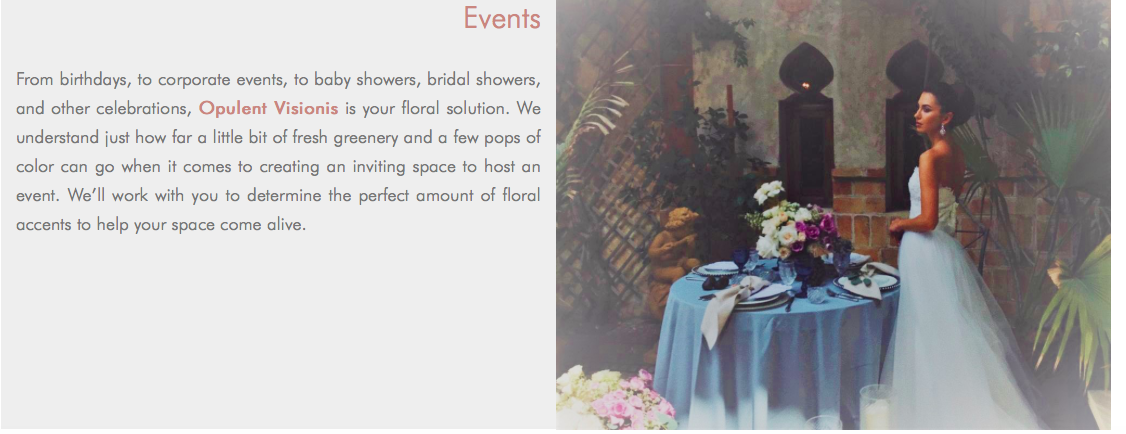 Events
From birthdays, to corporate events, to baby showers, bridal showers,
and other celebrations, Opulent Visionis is your floral solution. We
understand just how far a little bit of fresh greenery and a few pops of
color can go when it comes to creating an inviting space to host an
event. We’ll work with you to determine the perfect amount of floral
accents to help your space come alive.